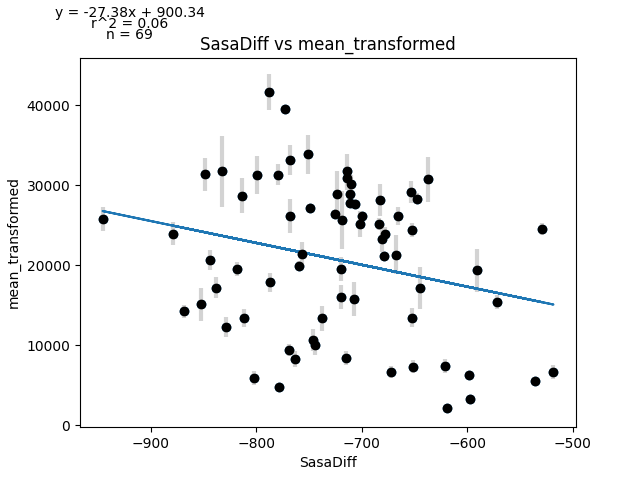 y = -27.38x + 900.34
r^2 = 0.06
n = 69
SasaDiff vs mean_transformed
mean_transformed
40000
30000
20000
10000
0
−900
−800
−700
−600
−500
SasaDiff